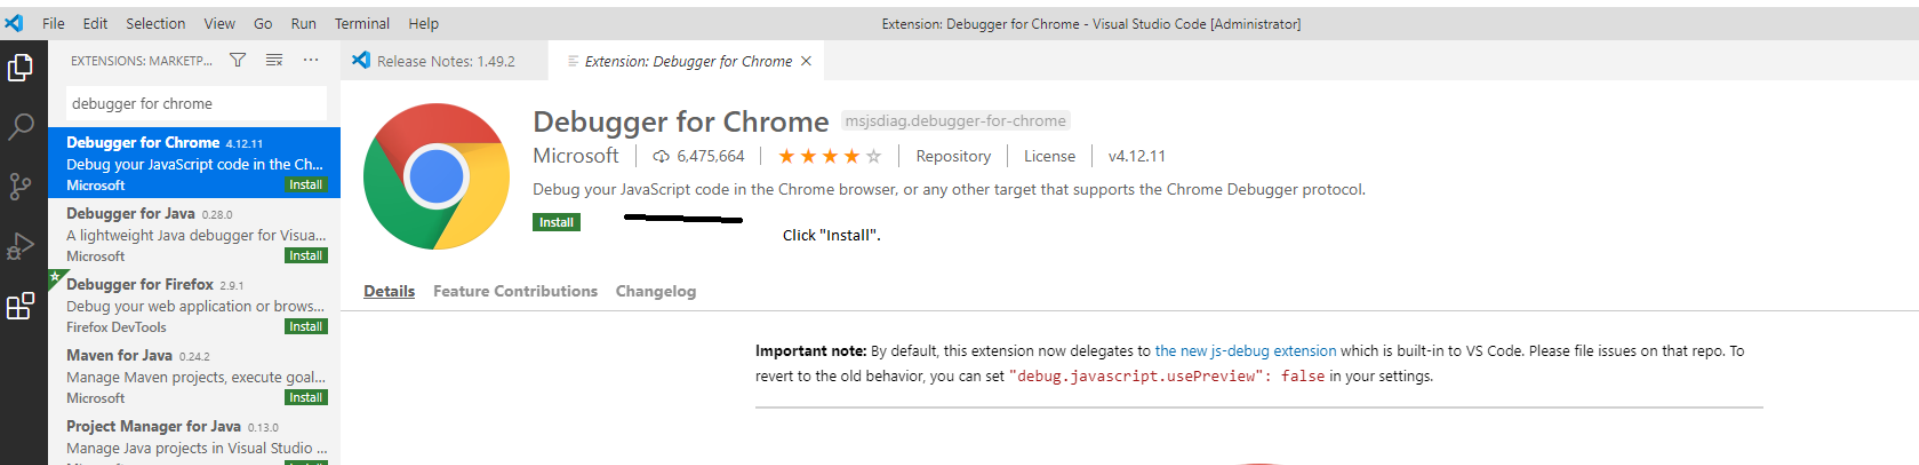 File Edit Selection View Go Run Terminal Help
Extension: Debugger for Chrome - Visual Studio Code [Administrator]
EXTENSIONS: MARKETP...
Release Notes: 1.49.2
Extension: Debugger for Chrome
debugger for chrome
Debugger for Chrome 4.12.11
Debug your JavaScript code in the Ch...
Microsoft
Install
Debugger for Java 0.28.0
A lightweight Java debugger for Visua...
Microsoft
Install
Debugger for Firefox 2.9.1
Debug your web application or brows...
Firefox DevTools
Install
Maven for Java 0.24.2
Manage Maven projects, execute goal...
Microsoft
Install
Project Manager for Java 0.13.0
Manage Java projects in Visual Studio ...
Debugger for Chrome msjsdiag.debugger-for-chrome
Microsoft 6,475,664 Repository License v4.12.11
Debug your JavaScript code in the Chrome browser, or any other target that supports the Chrome Debugger protocol.
Install
Click "Install".
Details Feature Contributions Changelog
Important note: By default, this extension now delegates to the new js-debug extension which is built-in to VS Code. Please file issues on that repo. To
revert to the old behavior, you can set "debug.javascript.usePreview": false in your settings.